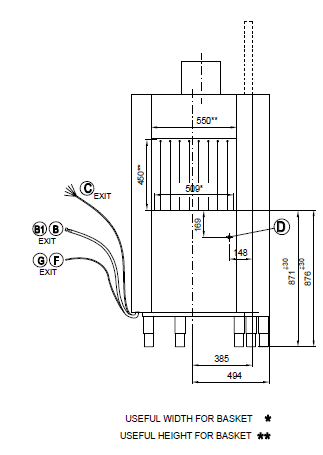 550**
450**
509*
C
EXIT
169
B1 B
EXIT
D
148
G F
EXIT
871 ±30
876 ±30
385
494
USEFUL WIDTH FOR BASKET *
USEFUL HEIGHT FOR BASKET **